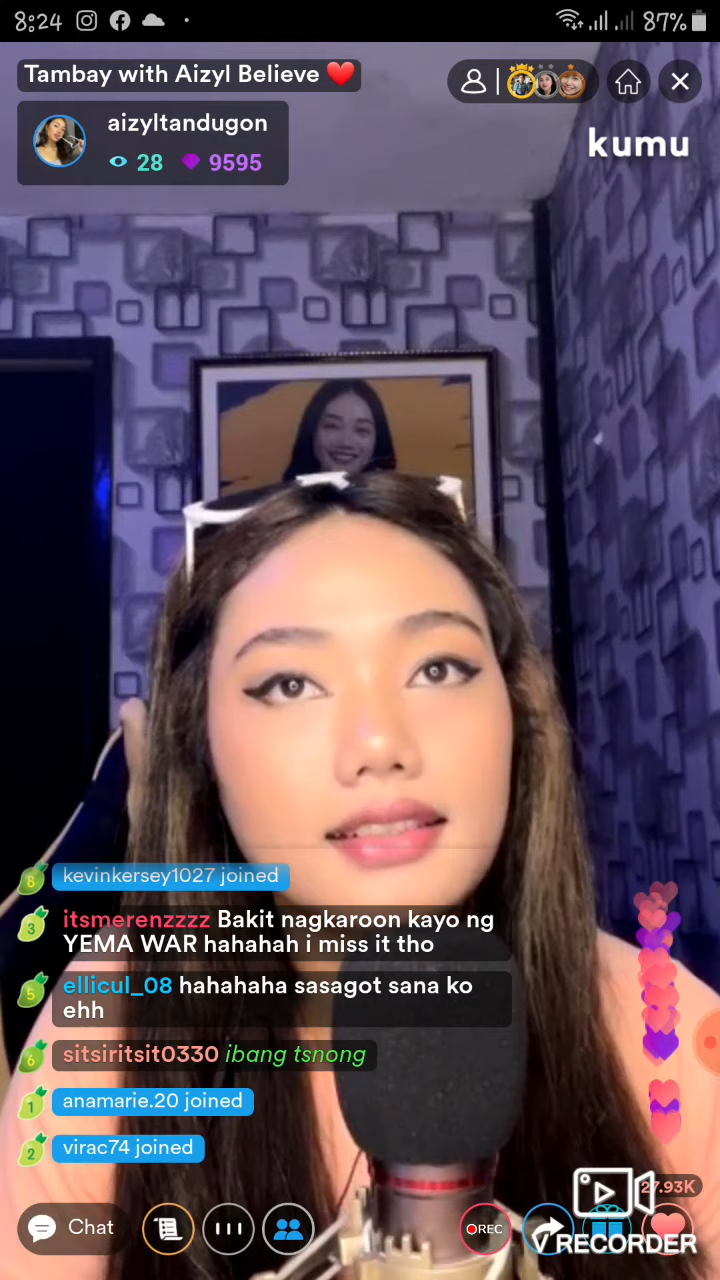 8:24
87%
Tambay with Aizyl Believe ❤️
aizyltandugon
28 9595
kumu
8 kevinkersey1027 joined
3 itsmerenzzzz Bakit nagkaroon kayo ng
YEMA WAR hahahah i miss it tho
5 ellicul_08 hahahaha sasagot sana ko
ehh
6 sitsiritsit0330 ibang tsnong
1 anamarie.20 joined
2 virac74 joined
27.93K
Chat
REC
V RECORDER